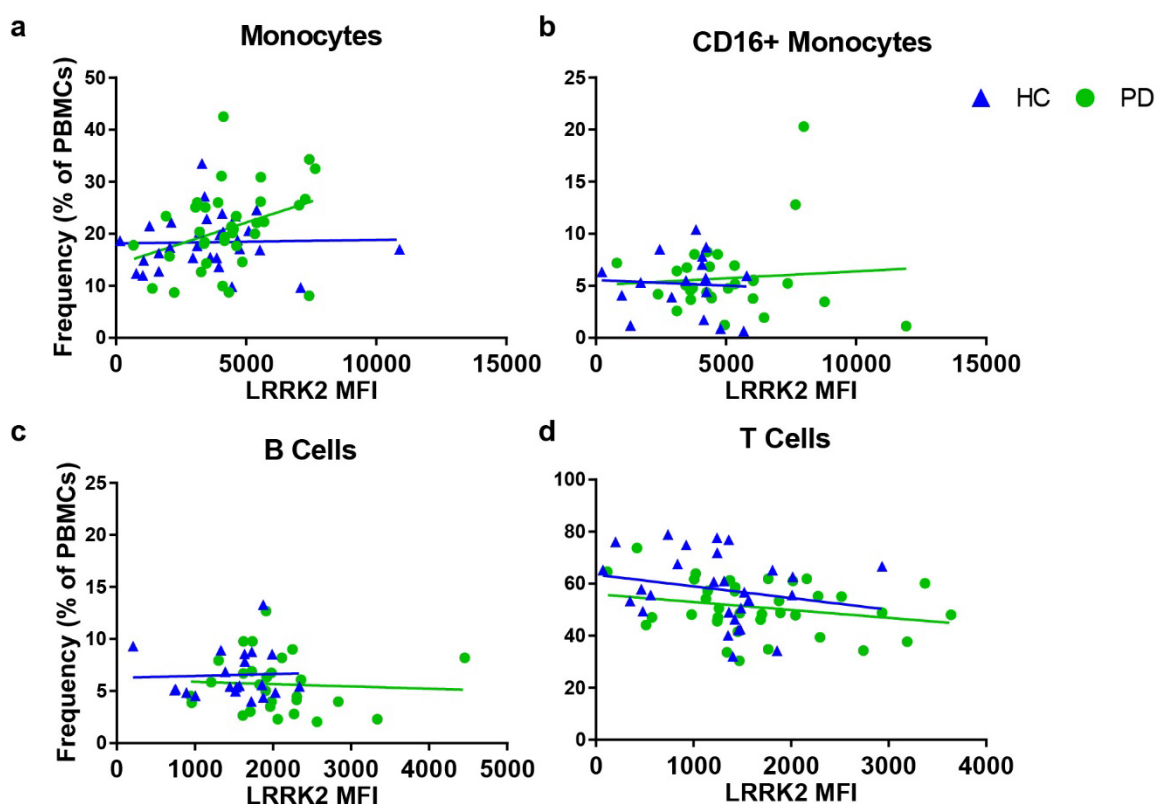 a
Monocytes
Frequency (% of PBMCs)
50
40
30
20
10
0
0 5000 10000 15000
LRRK2 MFI
b
CD16+ Monocytes
HC PD
25
20
15
10
5
0
0 5000 10000 15000
LRRK2 MFI
c
B Cells
Frequency (% of PBMCs)
25
20
15
10
5
0
0 1000 2000 3000 4000 5000
LRRK2 MFI
d
T Cells
100
80
60
40
20
0
0 1000 2000 3000 4000
LRRK2 MFI